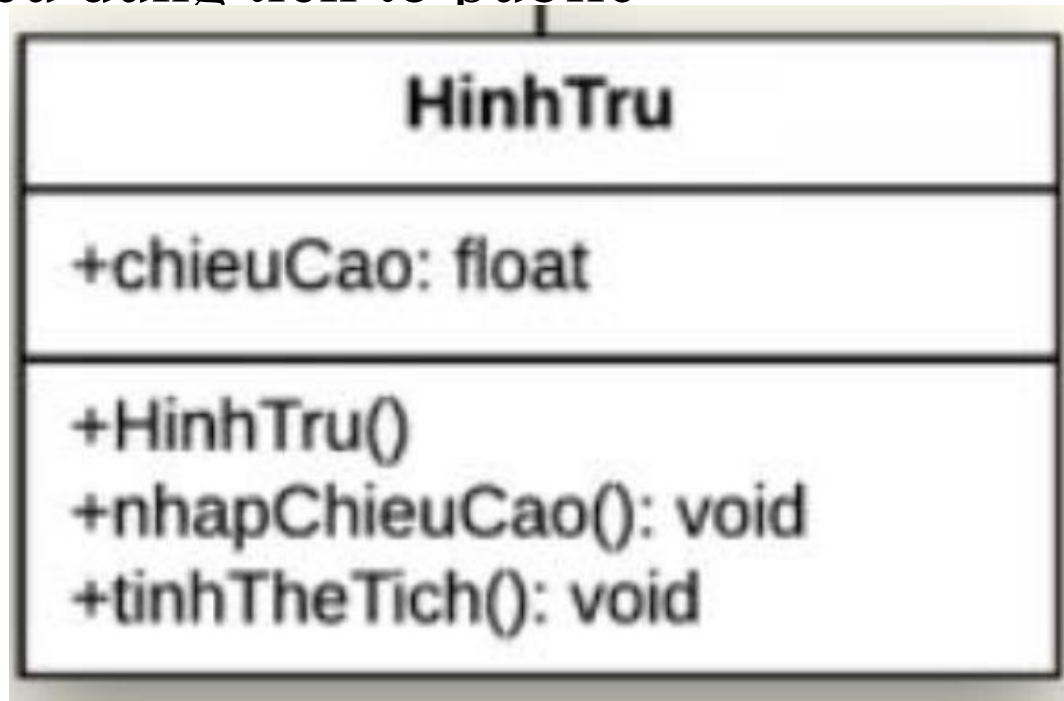 HinhTru
+chieuCao: float
+HinhTru()
+nhapChieuCao(): void
+tinhTheTich(): void